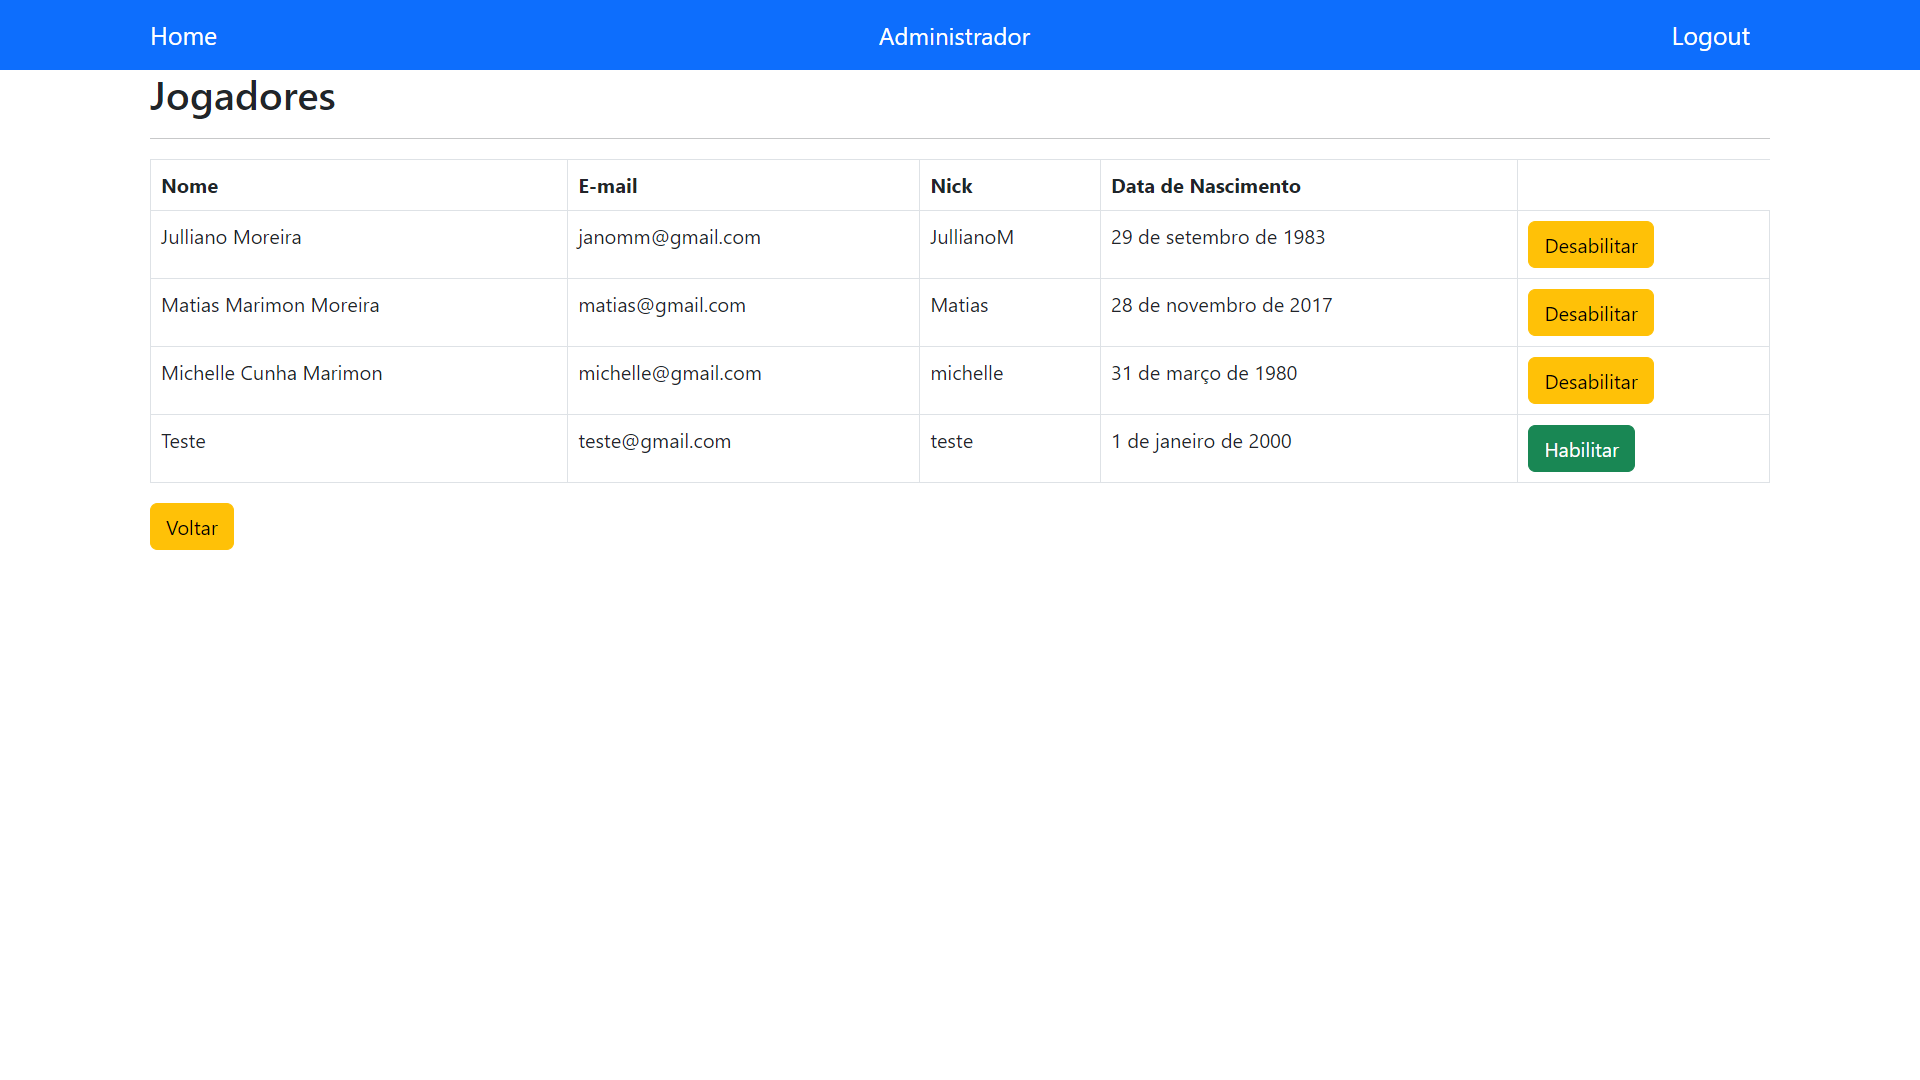 Home Administrador Logout
Jogadores
Nome E-mail Nick Data de Nascimento
Julliano Moreira janomm@gmail.com JullianoM 29 de setembro de 1983 Desabilitar
Matias Marimon Moreira matias@gmail.com Matias 28 de novembro de 2017 Desabilitar
Michelle Cunha Marimon michelle@gmail.com michelle 31 de março de 1980 Desabilitar
Teste teste@gmail.com teste 1 de janeiro de 2000 Habilitar
Voltar